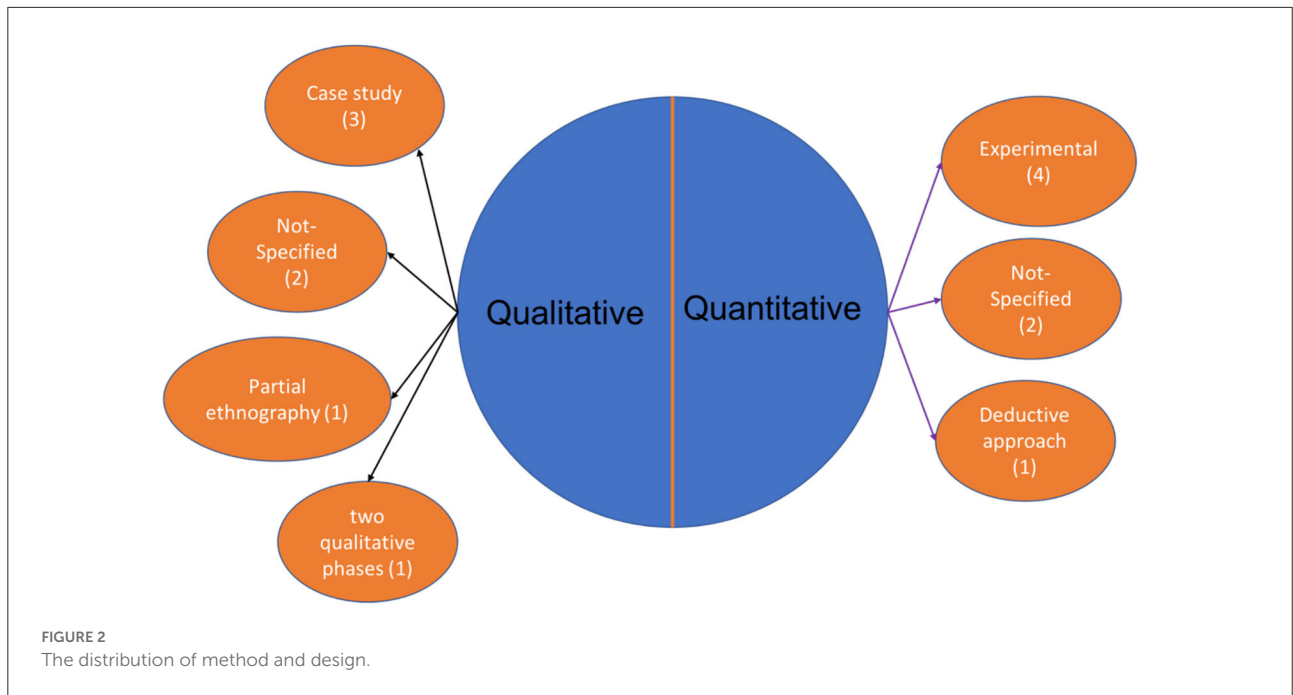 Case study
(3)
Not-
Specified
(2)
Partial
ethnography (1)
two
qualitative
phases (1)
Qualitative
Quantitative
Experimental
(4)
Not-
Specified
(2)
Deductive
approach
(1)
FIGURE 2
The distribution of method and design.